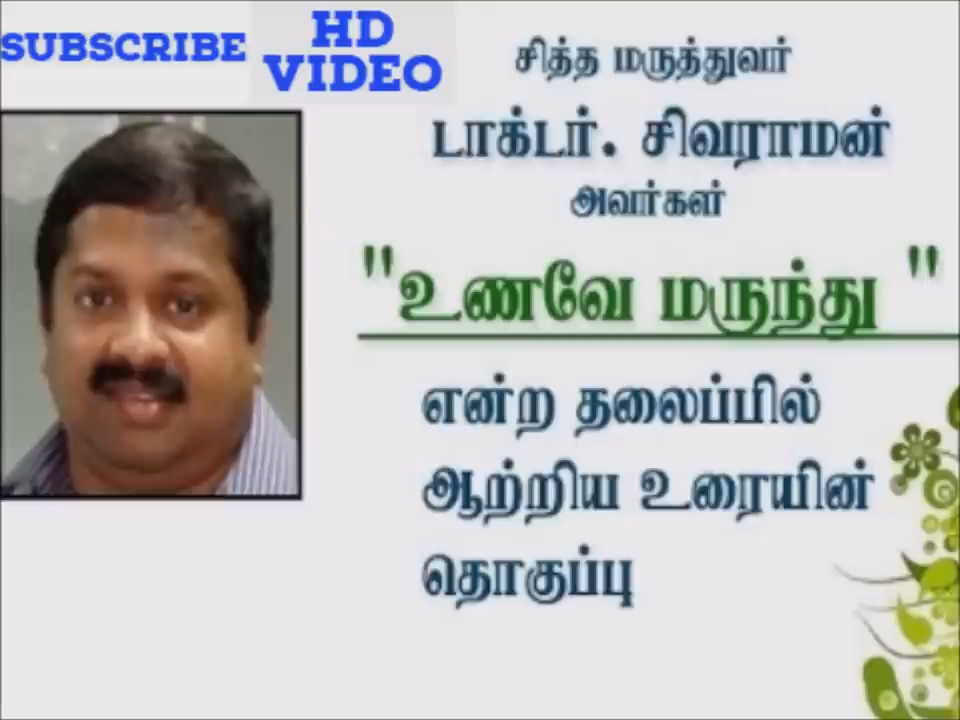 SUBSCRIBE
HD
VIDEO
சித்த மருத்துவர்
டாக்டர். சிவராமன்
அவர்கள்
"உணவே மருந்து "
என்ற தலைப்பில்
ஆற்றிய உரையின்
தொகுப்பு